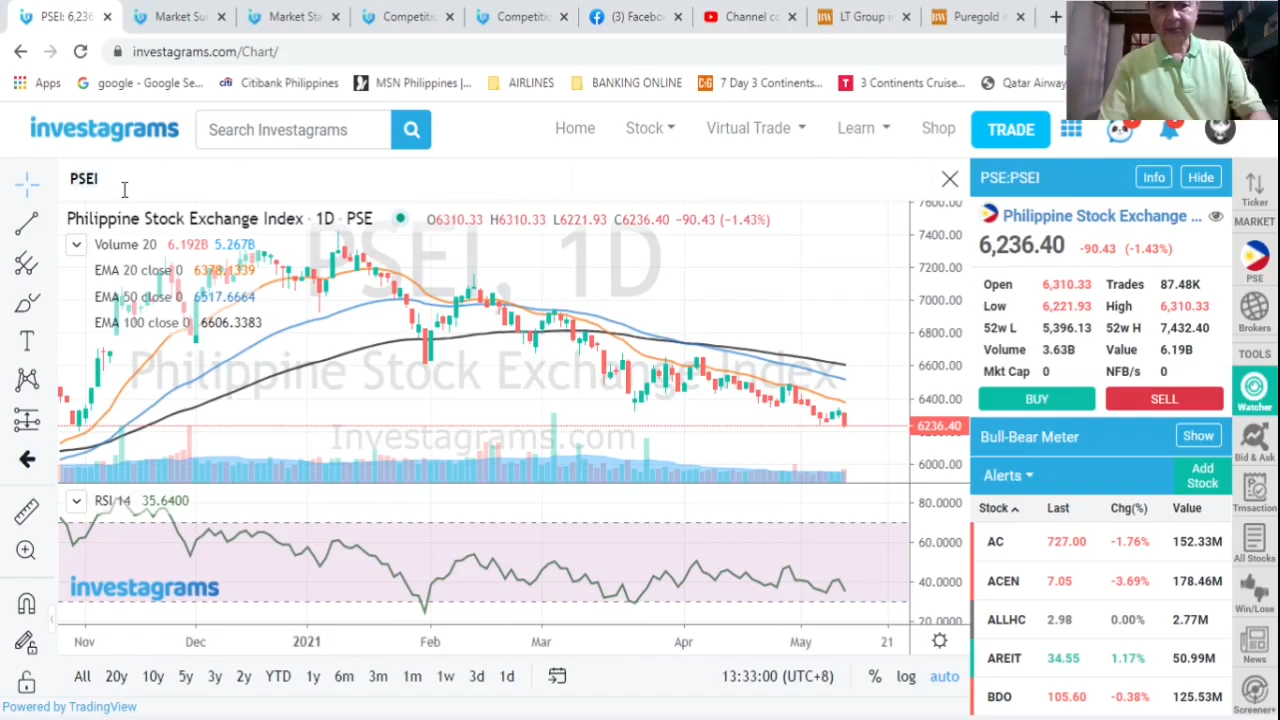 PSEI: 6,236
Market Su
Market Sta
Competitic
Competitic
(3) Facebo
Channel co
LT Group i
Puregold i
investagrams.com/Chart/
Apps
google - Google Se...
Citibank Philippines
MSN Philippines |...
AIRLINES
BANKING ONLINE
7 Day 3 Continents...
3 Continents Cruise...
Qatar Airway
investagrams
Search Investagrams
Home
Stock
Virtual Trade
Learn
Shop
TRADE
PSEI
Philippine Stock Exchange Index · 1D · PSE
O6310.33 H6310.33 L6221.93 C6236.40 −90.43 (−1.43%)
Volume 20 6.192B 5.267B
EMA 20 close 0 6378.1339
EMA 50 close 0 6517.6664
EMA 100 close 0 6606.3383
PSEI, 1D
Philippine Stock Exchange Index
Investagrams.com
7600.00
7400.00
7200.00
7000.00
6800.00
6600.00
6400.00
6236.40
6000.00
RSI 14 35.6400
investagrams
80.0000
60.0000
40.0000
20.0000
Nov Dec 2021 Feb Mar Apr May 21
All 20y 10y 5y 3y 2y YTD 1y 6m 3m 1m 1w 3d 1d
13:33:00 (UTC+8) % log auto
Powered by TradingView
PSE:PSEI
Info
Hide
Philippine Stock Exchange ...
6,236.40 -90.43 (-1.43%)
Open 6,310.33 Trades 87.48K
Low 6,221.93 High 6,310.33
52w L 5,396.13 52w H 7,432.40
Volume 3.63B Value 6.19B
Mkt Cap 0 NFB/s 0
BUY
SELL
Bull-Bear Meter
Show
Alerts
Add
Stock
Stock Last Chg(%) Value
AC 727.00 -1.76% 152.33M
ACEN 7.05 -3.69% 178.46M
ALLHC 2.98 0.00% 2.77M
AREIT 34.55 1.17% 50.99M
BDO 105.60 -0.38% 125.53M
Ticker
MARKET
PSE
Brokers
TOOLS
Watcher
Bid & Ask
Trnsaction
All Stocks
Win/Lose
News
Screener+